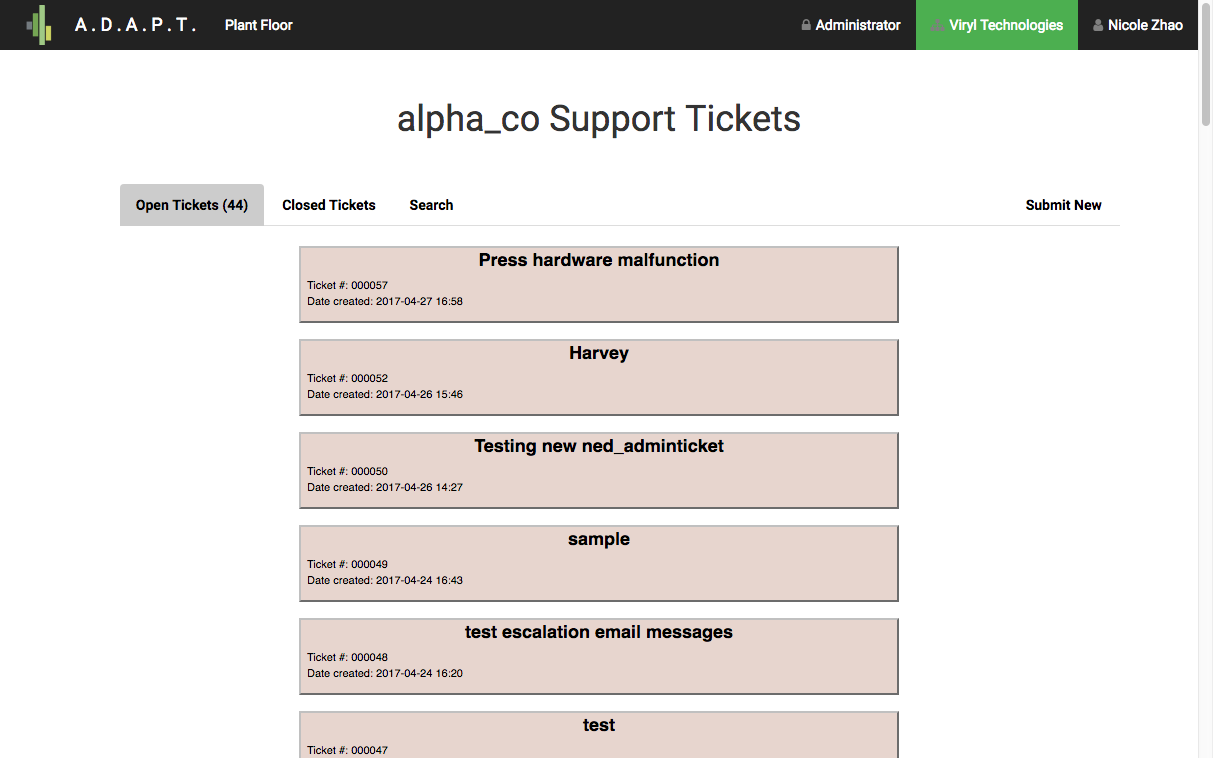 A.D.A.P.T. Plant Floor Administrator Viryl Technologies Nicole Zhao
alpha_co Support Tickets
Open Tickets (44) Closed Tickets Search Submit New
Press hardware malfunction
Ticket #: 000057
Date created: 2017-04-27 16:58
Harvey
Ticket #: 000052
Date created: 2017-04-26 15:46
Testing new ned_adminticket
Ticket #: 000050
Date created: 2017-04-26 14:27
sample
Ticket #: 000049
Date created: 2017-04-24 16:43
test escalation email messages
Ticket #: 000048
Date created: 2017-04-24 16:20
test
Ticket #: 000047